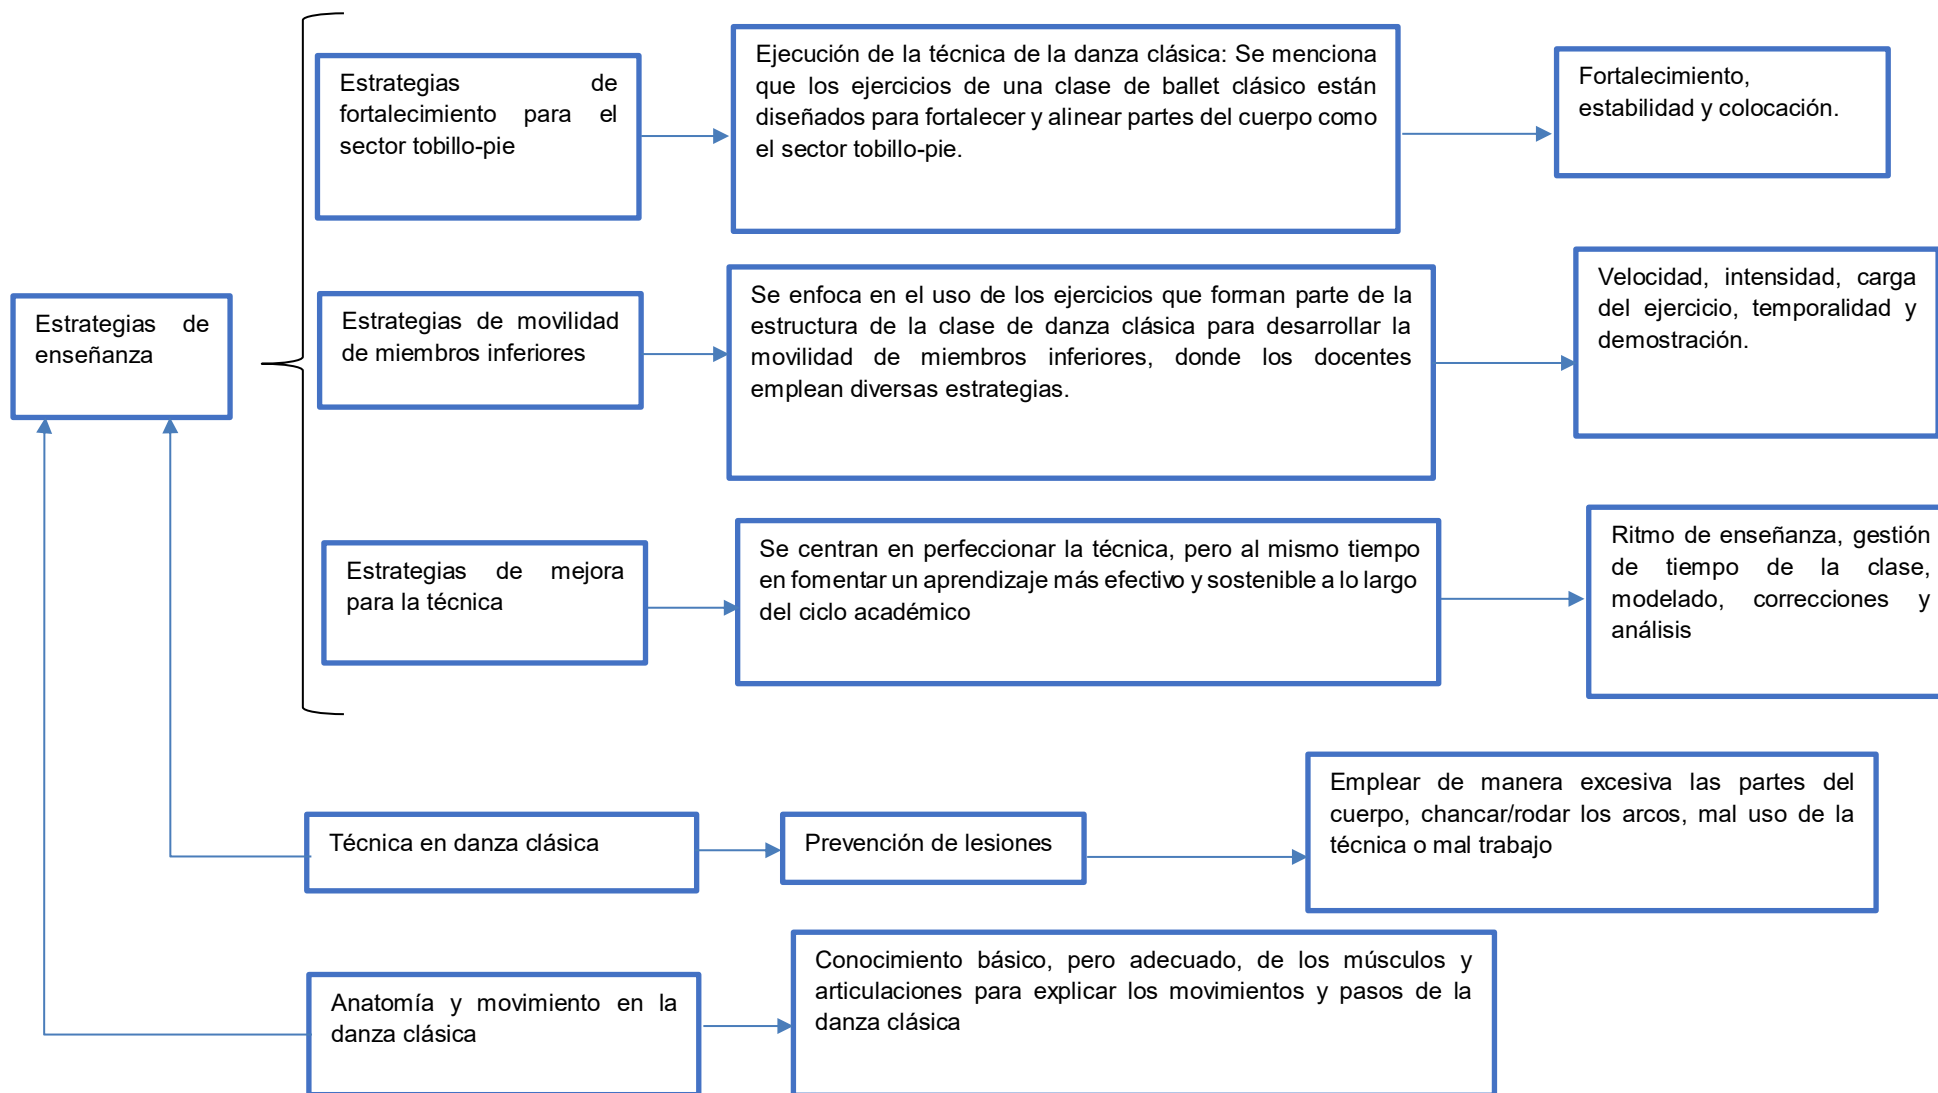 Estrategias de
enseñanza
Estrategias de
fortalecimiento para el
sector tobillo-pie
Ejecución de la técnica de la danza clásica: Se menciona
que los ejercicios de una clase de ballet clásico están
diseñados para fortalecer y alinear partes del cuerpo como
el sector tobillo-pie.
Fortalecimiento,
estabilidad y colocación.
Estrategias de movilidad
de miembros inferiores
Se enfoca en el uso de los ejercicios que forman parte de la
estructura de la clase de danza clásica para desarrollar la
movilidad de miembros inferiores, donde los docentes
emplean diversas estrategias.
Velocidad, intensidad, carga
del ejercicio, temporalidad y
demostración.
Estrategias de mejora
para la técnica
Se centran en perfeccionar la técnica, pero al mismo tiempo
en fomentar un aprendizaje más efectivo y sostenible a lo largo
del ciclo académico
Ritmo de enseñanza, gestión
de tiempo de la clase,
modelado, correcciones y
análisis
Técnica en danza clásica
Prevención de lesiones
Emplear de manera excesiva las partes del
cuerpo, chancar/rodar los arcos, mal uso de la
técnica o mal trabajo
Anatomía y movimiento en la
danza clásica
Conocimiento básico, pero adecuado, de los músculos y
articulaciones para explicar los movimientos y pasos de la
danza clásica